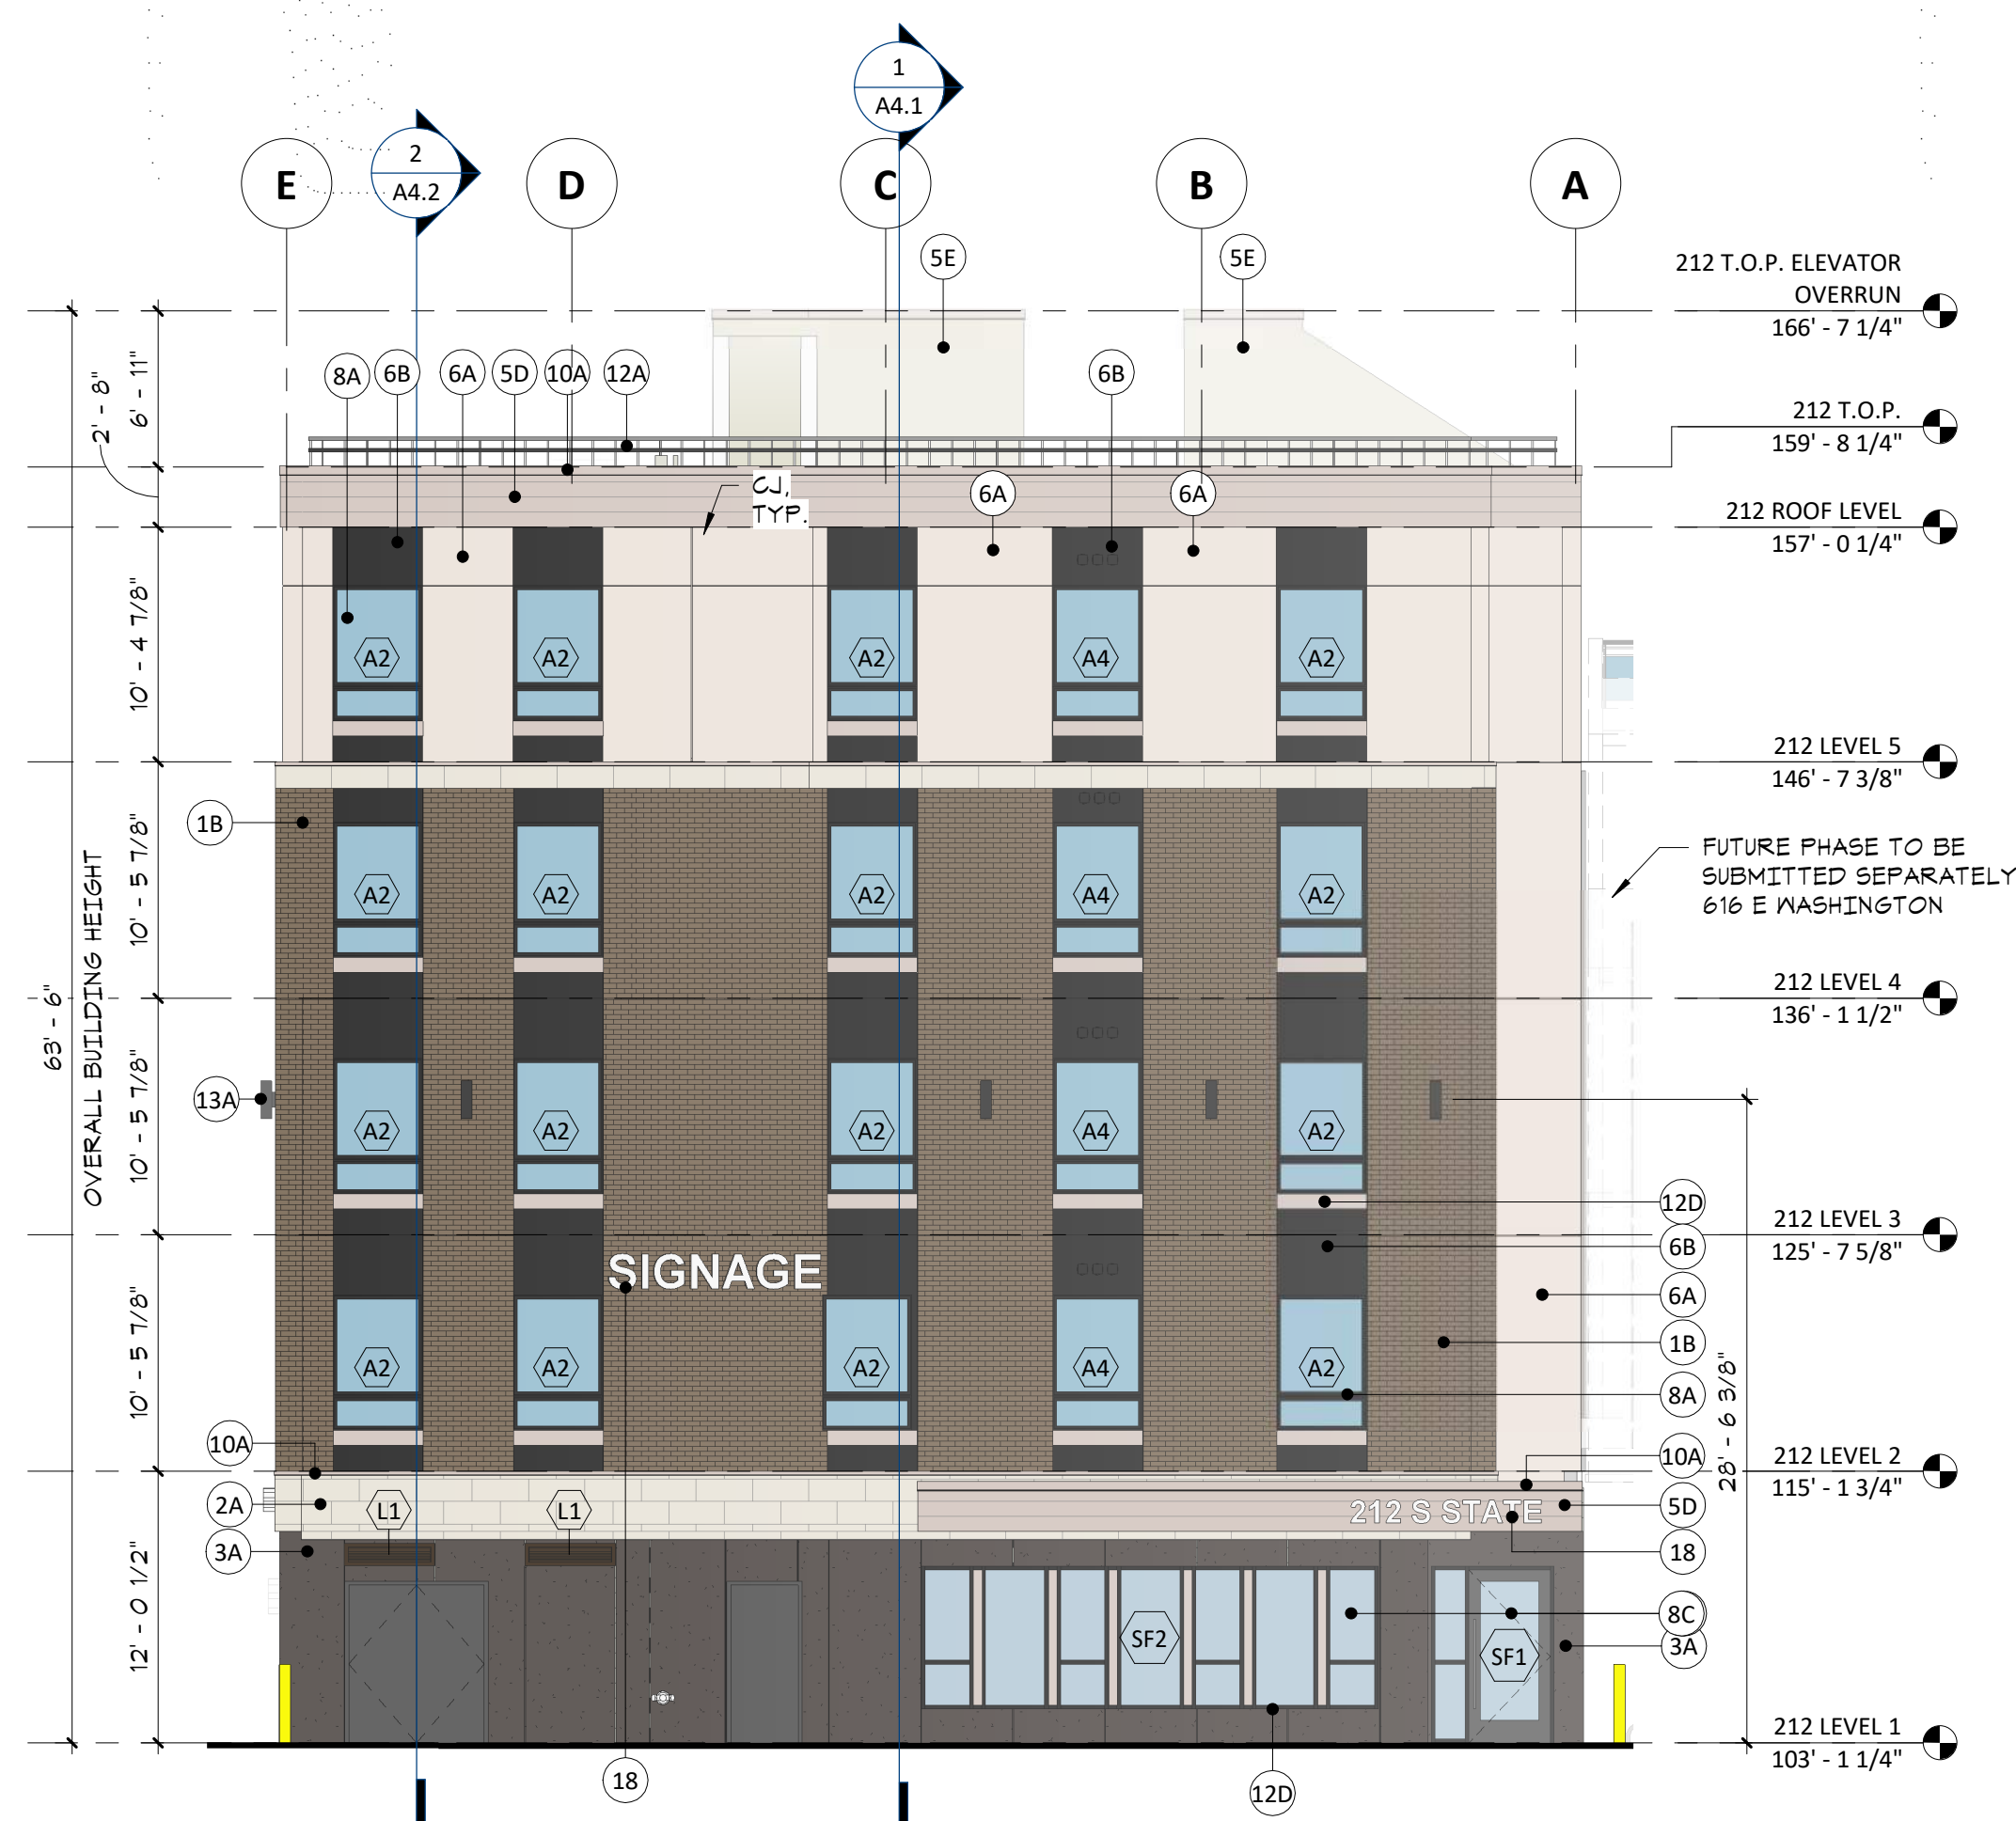 1
A4.1
2
A4.2
E
D
C
B
A
5E
5E
212 T.O.P. ELEVATOR
OVERRUN
166' - 7 1/4"
8A
6B
6A
5D
10A
12A
6B
212 T.O.P.
159' - 8 1/4"
6' - 11"
2' - 8"
CJ,
TYP.
6A
6A
212 ROOF LEVEL
157' - 0 1/4"
10' - 4 7/8"
A2
A2
A2
A4
A2
212 LEVEL 5
146' - 7 3/8"
1B
10' - 5 7/8"
A2
A2
A2
A4
A2
FUTURE PHASE TO BE
SUBMITTED SEPARATELY
616 E WASHINGTON
212 LEVEL 4
136' - 1 1/2"
63' - 6"
OVERALL BUILDING HEIGHT
10' - 5 7/8"
13A
A2
A2
A2
A4
A2
12D
212 LEVEL 3
125' - 7 5/8"
6B
SIGNAGE
6A
1B
10' - 5 7/8"
A2
A2
A2
A4
A2
8A
28' - 6 3/8"
10A
10A
212 LEVEL 2
115' - 1 3/4"
2A
L1
L1
212 S STATE
5D
3A
18
12' - 0 1/2"
8C
SF2
SF1
3A
212 LEVEL 1
103' - 1 1/4"
18
12D